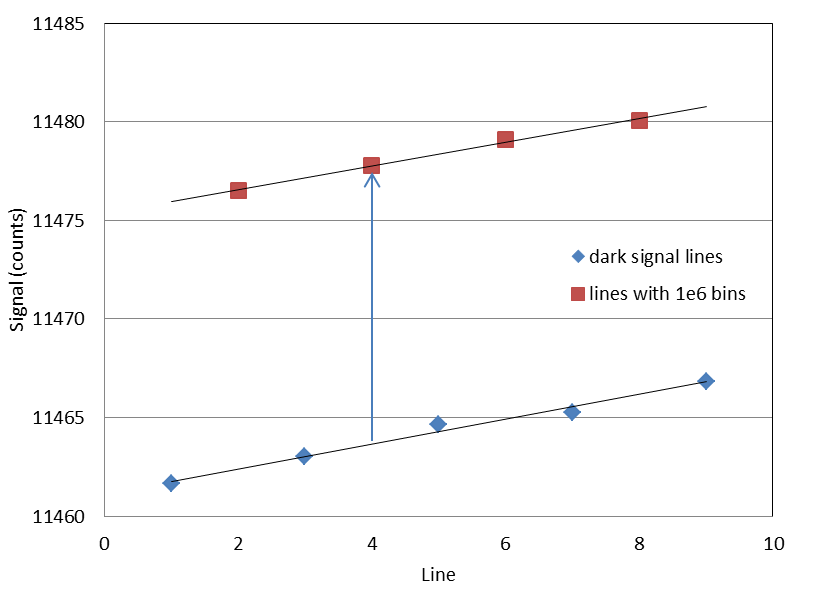 11485
11480
11475
11470
11465
11460
Signal (counts)
dark signal lines
lines with 1e6 bins
0 2 4 6 8 10
Line